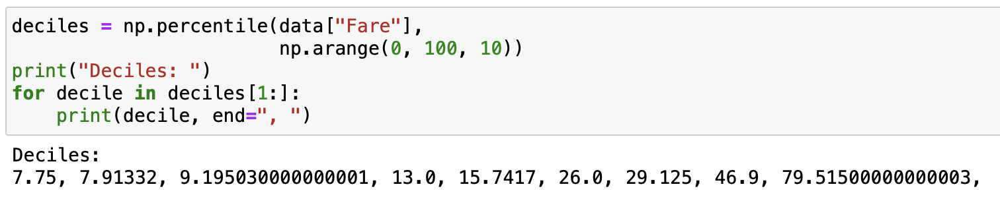 deciles = np.percentile(data["Fare"],
                        np.arange(0, 100, 10))
print("Deciles: ")
for decile in deciles[1:]:
    print(decile, end=", ")
Deciles:
7.75, 7.91332, 9.195030000000001, 13.0, 15.7417, 26.0, 29.125, 46.9, 79.51500000000003,